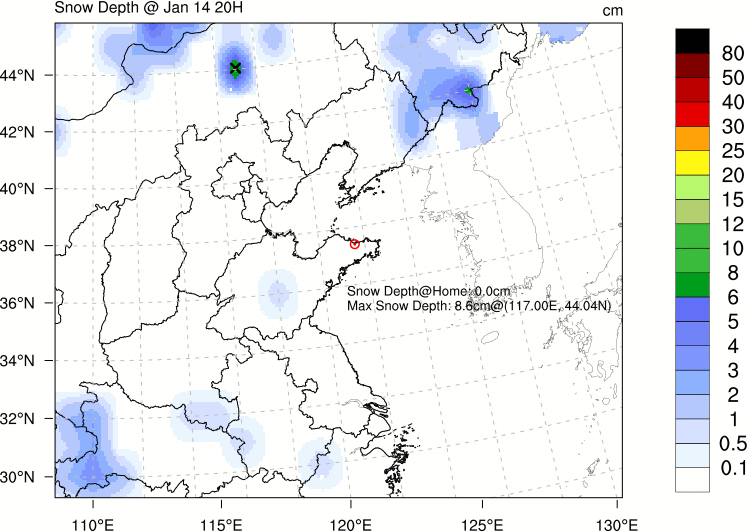 Snow Depth @ Jan 14 20H
cm
44°N
42°N
40°N
38°N
36°N
34°N
32°N
30°N
110°E
115°E
120°E
125°E
130°E
Snow Depth@Home: 0.0cm
Max Snow Depth: 8.6cm@(117.00E, 44.04N)
80
50
40
30
25
20
15
12
10
8
6
5
4
3
2
1
0.5
0.1